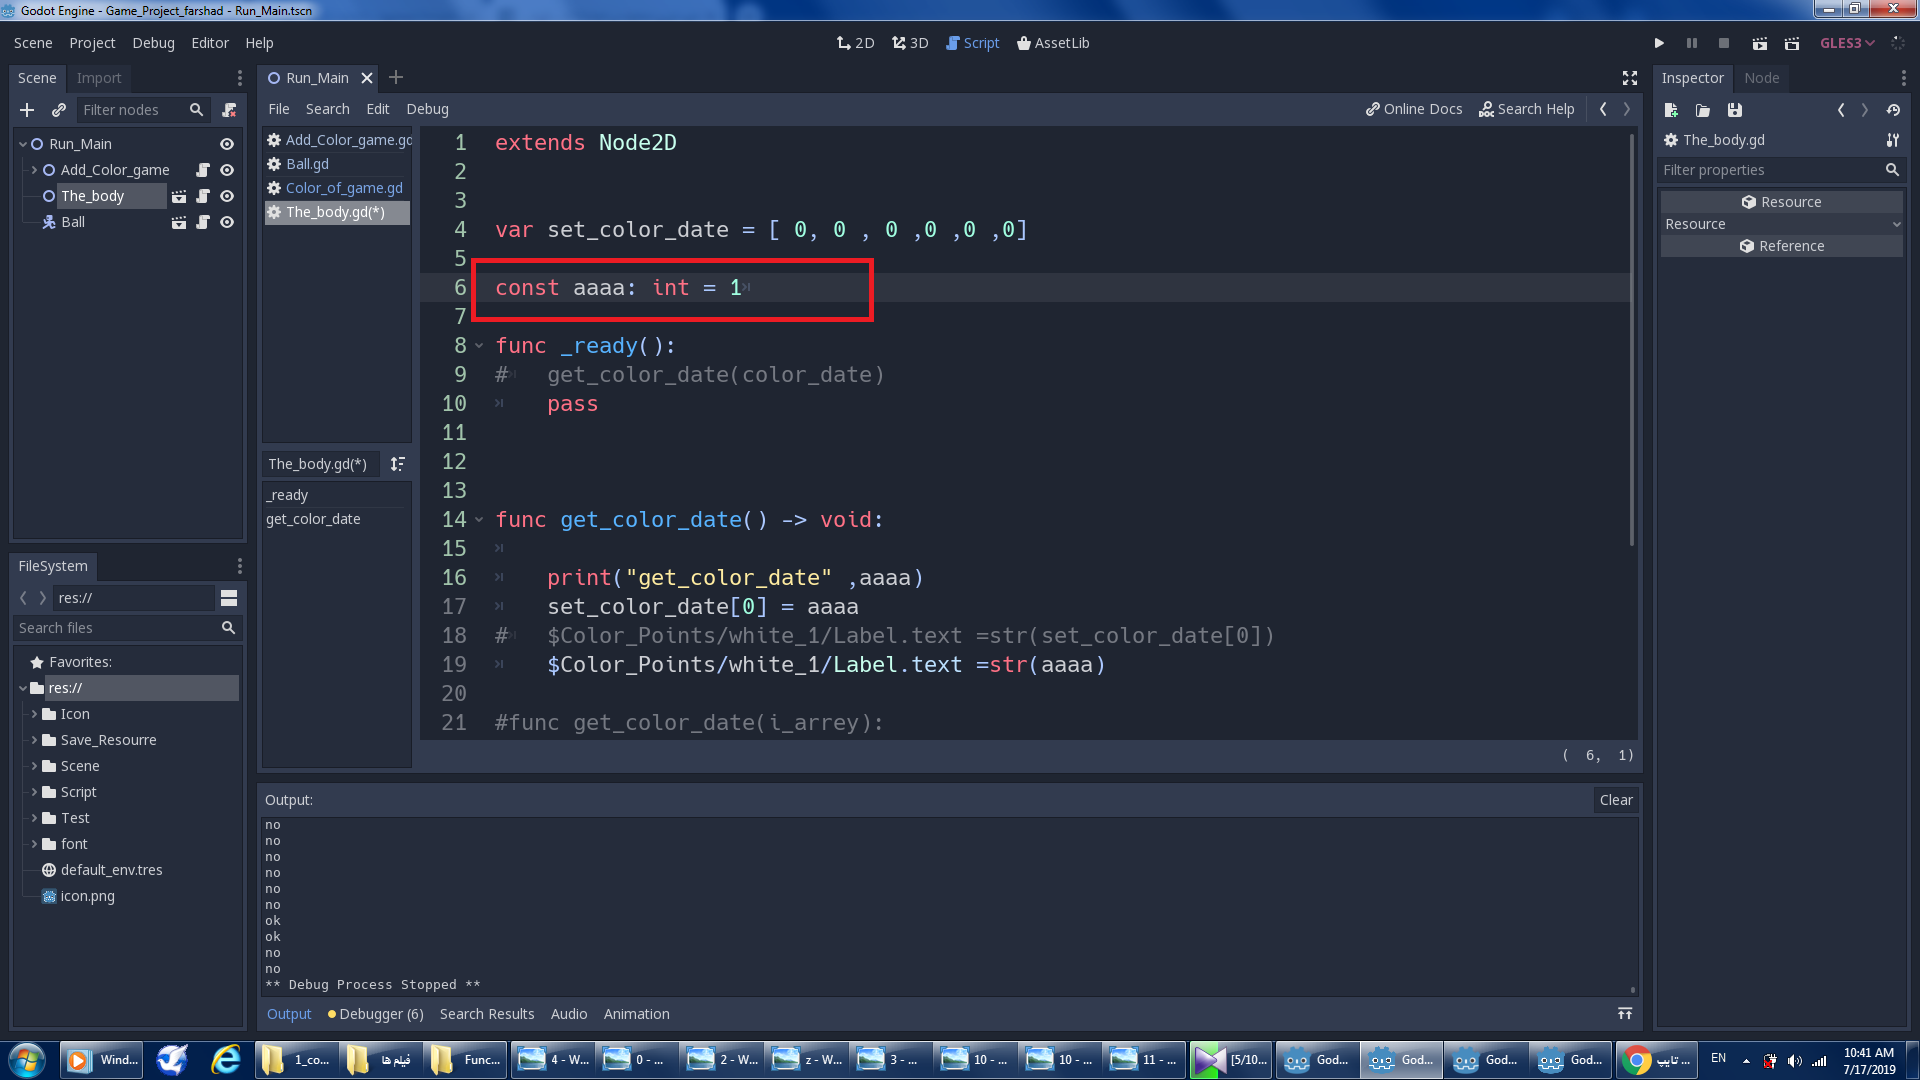 Godot Engine - Game_Project_farshad - Run_Main.tscn
Scene Project Debug Editor Help
2D 3D Script AssetLib
GLES3
Scene Import
Filter nodes
Run_Main
Add_Color_game
The_body
Ball
FileSystem
res://
Search files
Favorites:
res://
Icon
Save_Resourre
Scene
Script
Test
font
default_env.tres
icon.png
Run_Main
File Search Edit Debug
Online Docs Search Help
Add_Color_game.gd
Ball.gd
Color_of_game.gd
The_body.gd(*)
The_body.gd(*)
_ready
get_color_date
1 extends Node2D
2
3
4 var set_color_date = [ 0, 0 , 0 ,0 ,0 ,0]
5
6 const aaaa: int = 1
7
8 func _ready():
9 # get_color_date(color_date)
10 pass
11
12
13
14 func get_color_date() -> void:
15
16 print("get_color_date" ,aaaa)
17 set_color_date[0] = aaaa
18 # $Color_Points/white_1/Label.text =str(set_color_date[0])
19 $Color_Points/white_1/Label.text =str(aaaa)
20
21 #func get_color_date(i_arrey):
( 6, 1)
Output:
Clear
no
no
no
no
no
no
ok
ok
no
no
** Debug Process Stopped **
Output Debugger (6) Search Results Audio Animation
Inspector Node
The_body.gd
Filter properties
Resource
Resource
Reference
Wind... 1_co... فیلم ها Func... 4 - W... 0 - ... 2 - W... z - W... 3 - ... 10 - ... 10 - ... 11 - ... [5/10... God... God... God... God... تایپ ...
EN
10:41 AM
7/17/2019